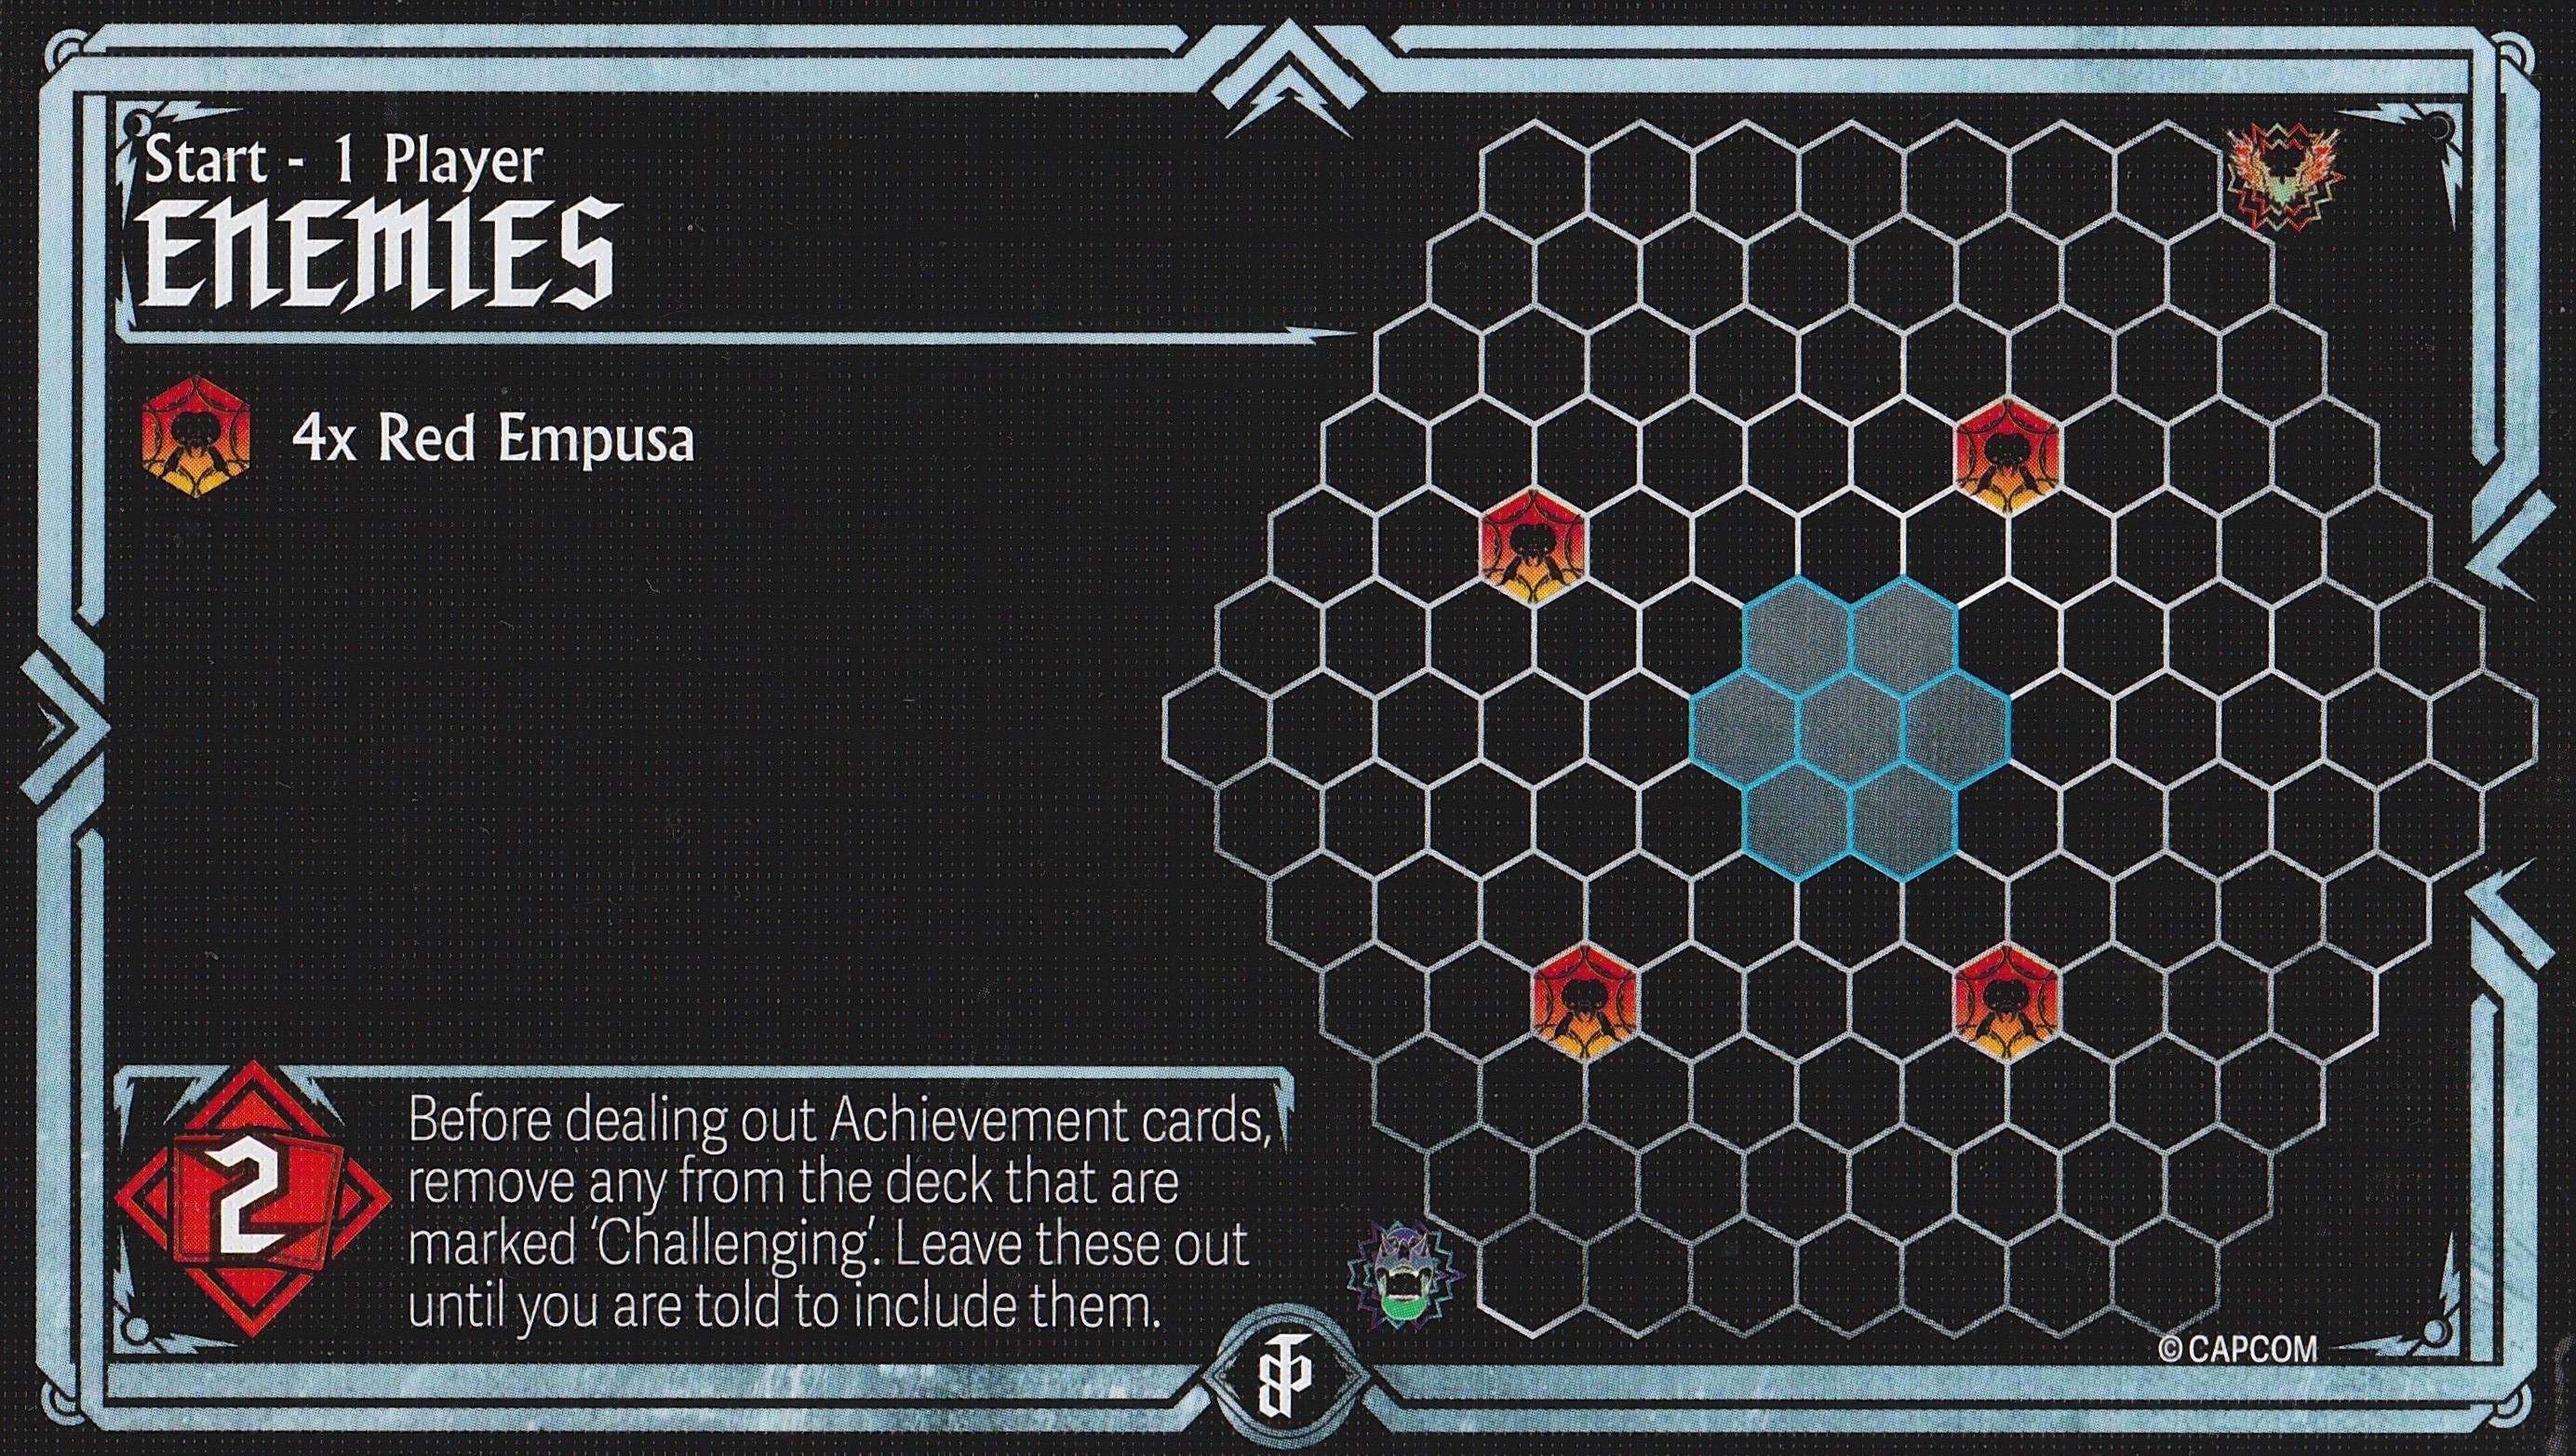 Start - 1 Player
ENEMIES
4x Red Empusa
2
Before dealing out Achievement cards,
remove any from the deck that are
marked ‘Challenging’. Leave these out
until you are told to include them.
© CAPCOM